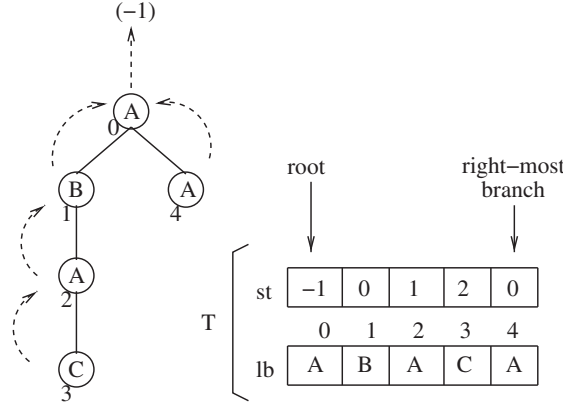 (−1)
A
0
B
1
A
4
A
2
C
3
root
right−most
branch
T
st
−1 0 1 2 0
0 1 2 3 4
lb
A B A C A